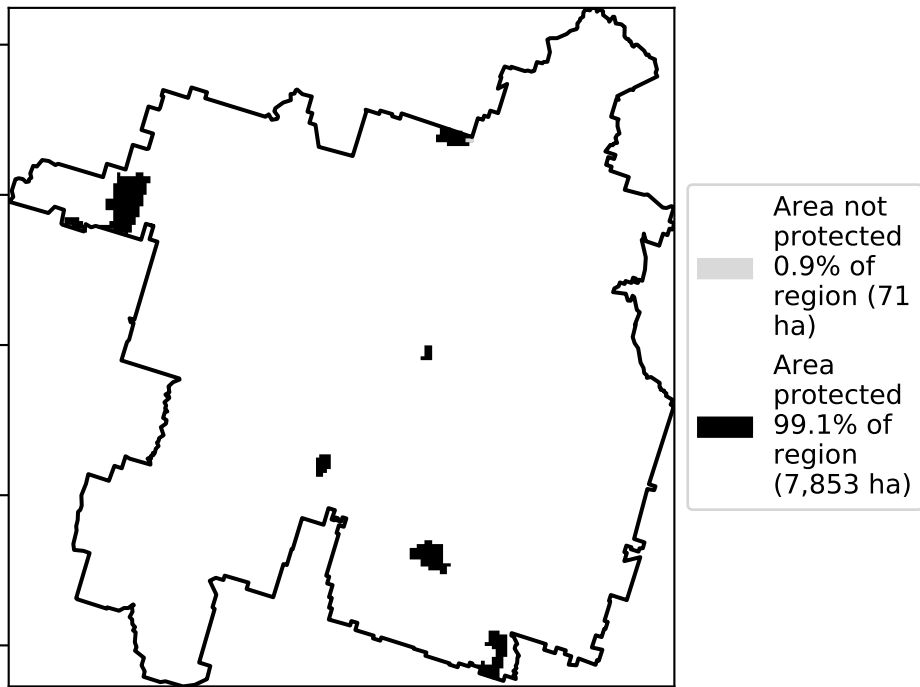 Area not
protected
0.9% of
region (71
ha)
Area
protected
99.1% of
region
(7,853 ha)